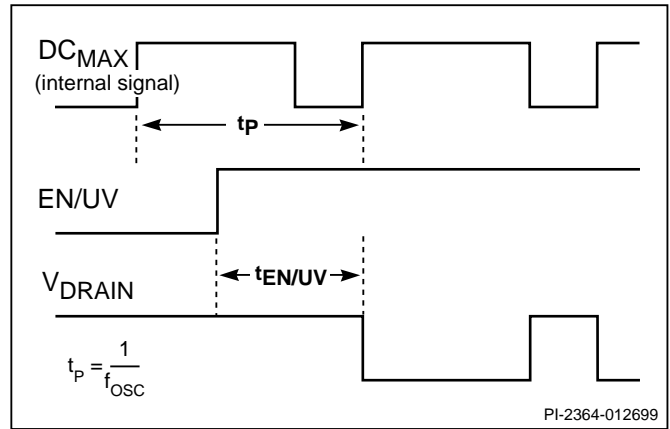 DCMAX
(internal signal)
tP
EN/UV
tEN/UV
VDRAIN
tP = 1/fOSC
PI-2364-012699